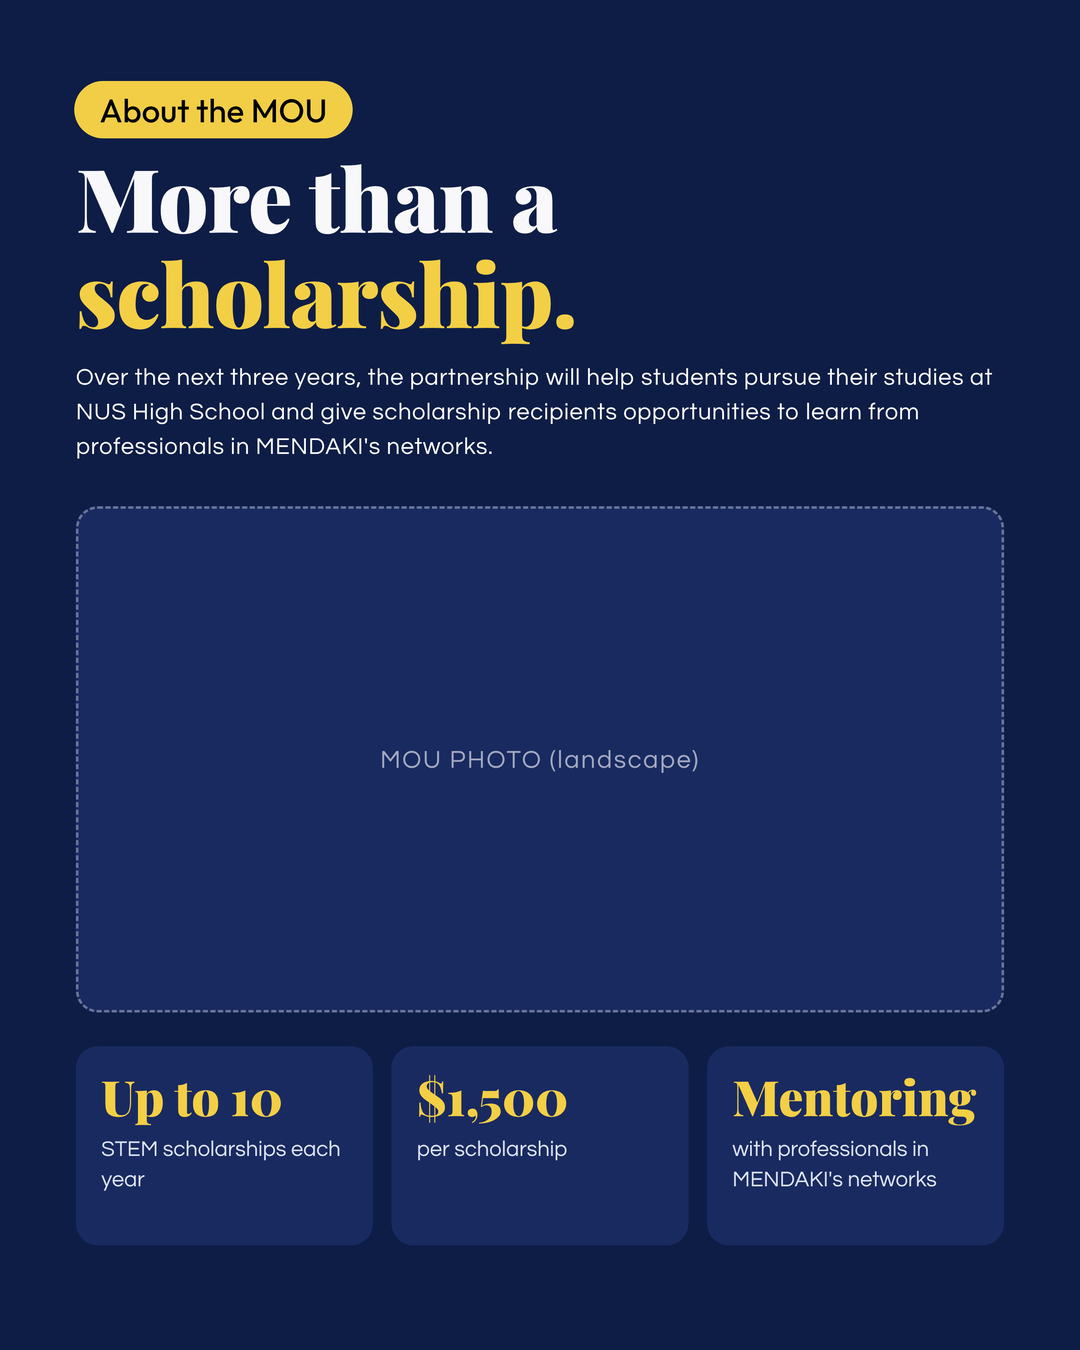 About the MOU
More than a
scholarship.
Over the next three years, the partnership will help students pursue their studies at
NUS High School and give scholarship recipients opportunities to learn from
professionals in MENDAKI's networks.
MOU PHOTO (landscape)
Up to 10
STEM scholarships each
year
$1,500
per scholarship
Mentoring
with professionals in
MENDAKI's networks